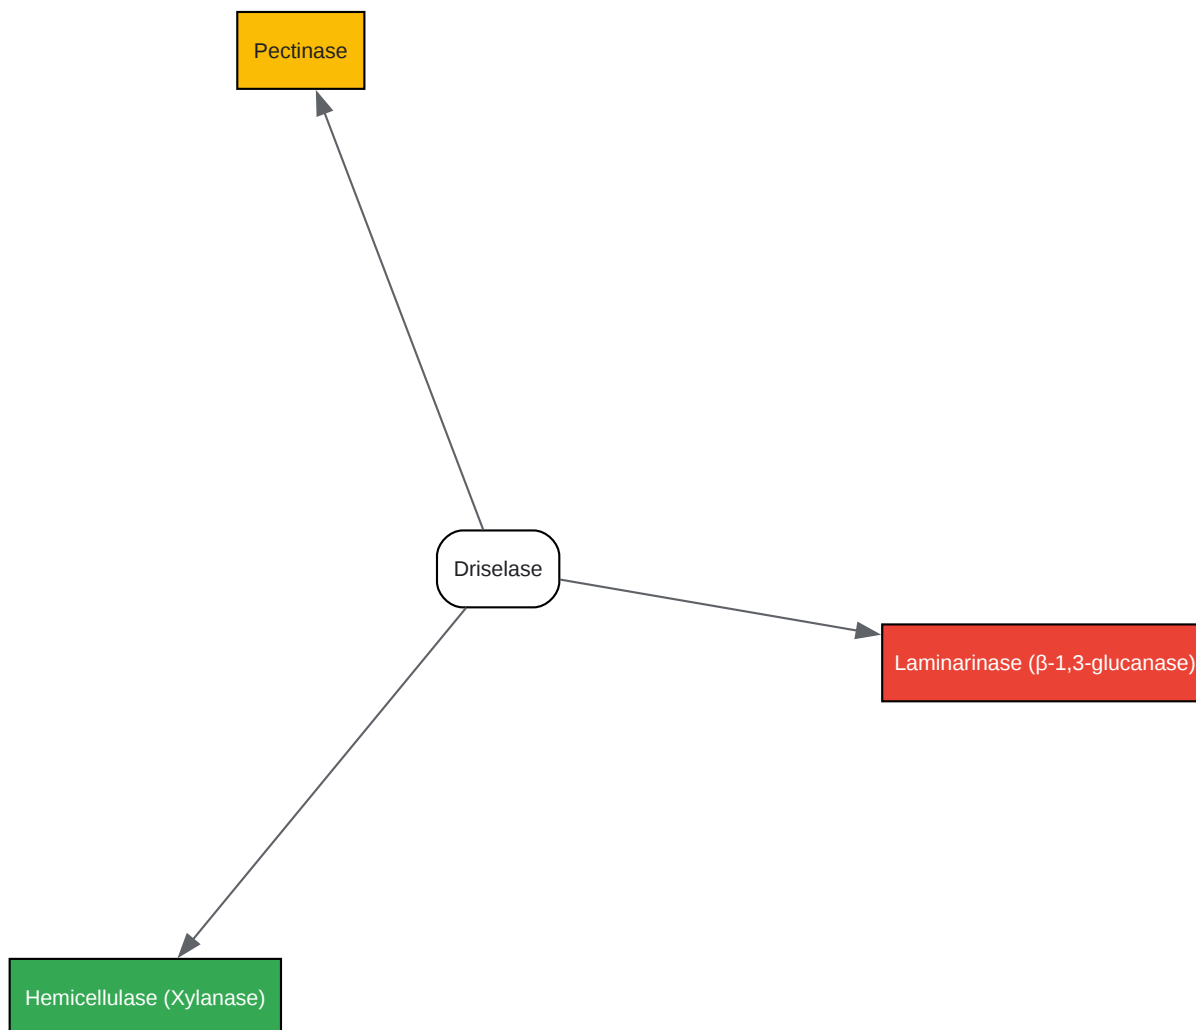 Pectinase
Driselase
Laminarinase (β-1,3-glucanase)
Hemicellulase (Xylanase)